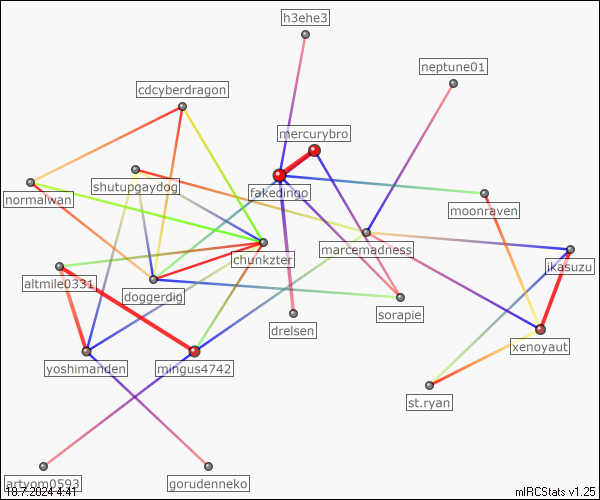 h3ehe3
neptune01
cdcyberdragon
mercurybro
shutupgaydog
fakedingo
normalwan
moonraven
marcemadness
chunkzter
jkasuzu
altmile0331
doggerdig
sorapie
drelsen
xenoyaut
yoshimanden
mingus4742
st.ryan
artyom0593
gorudenneko
18.7.2024 4:41
mIRCStats v1.25